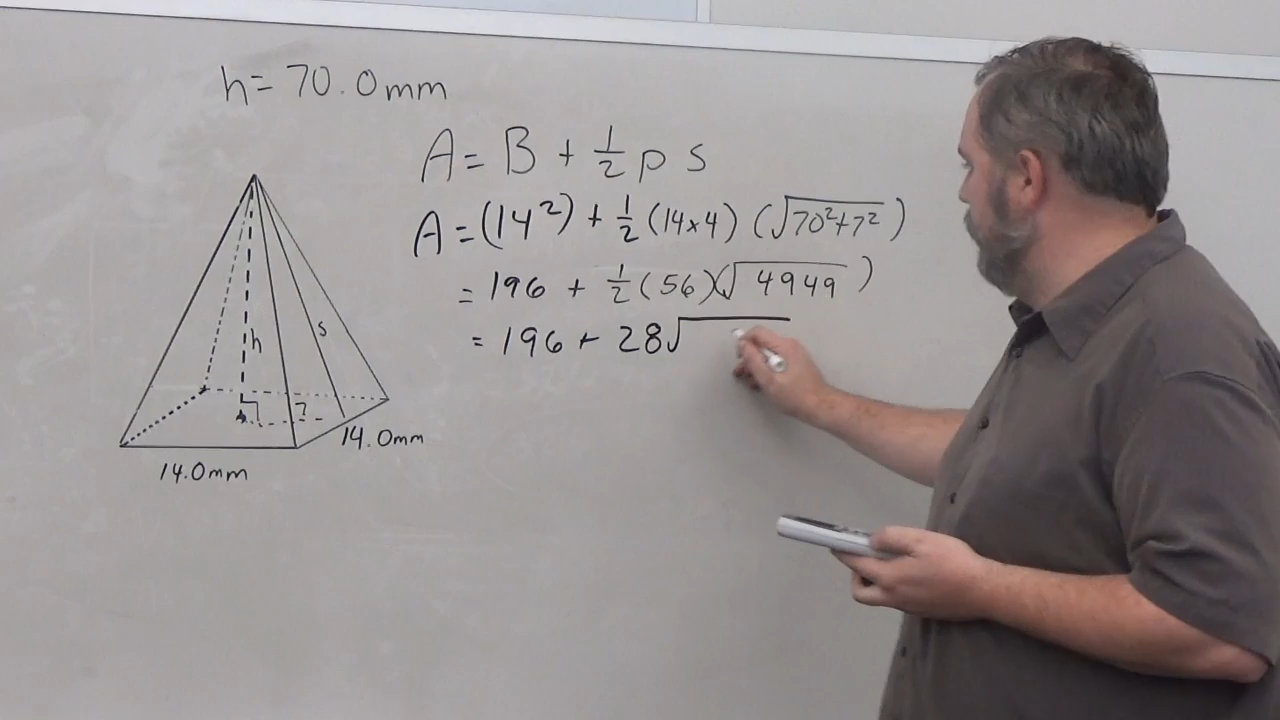 h = 70.0mm
A = B + 1/2 p s
A = (14²) + 1/2 (14×4) (√70²+7²)
= 196 + 1/2 (56)(√4949)
= 196 + 28√
h
s
7
14.0mm
14.0mm